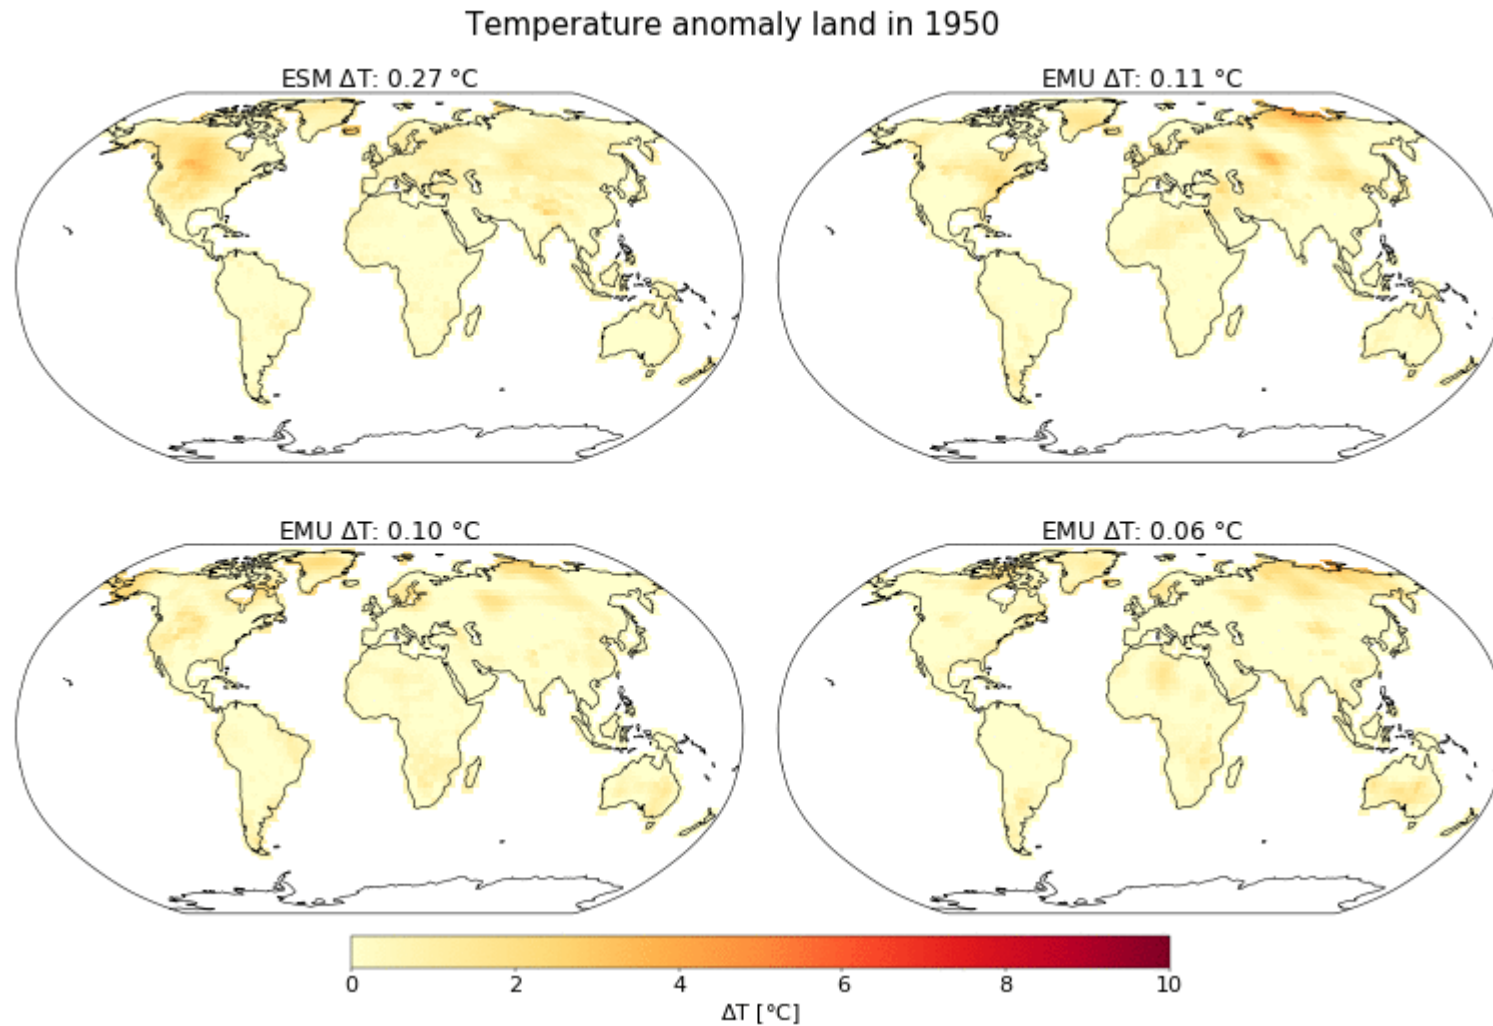 Temperature anomaly land in 1950
ESM ΔT: 0.27 °C
EMU ΔT: 0.11 °C
EMU ΔT: 0.10 °C
EMU ΔT: 0.06 °C
0 2 4 6 8 10
ΔT [°C]